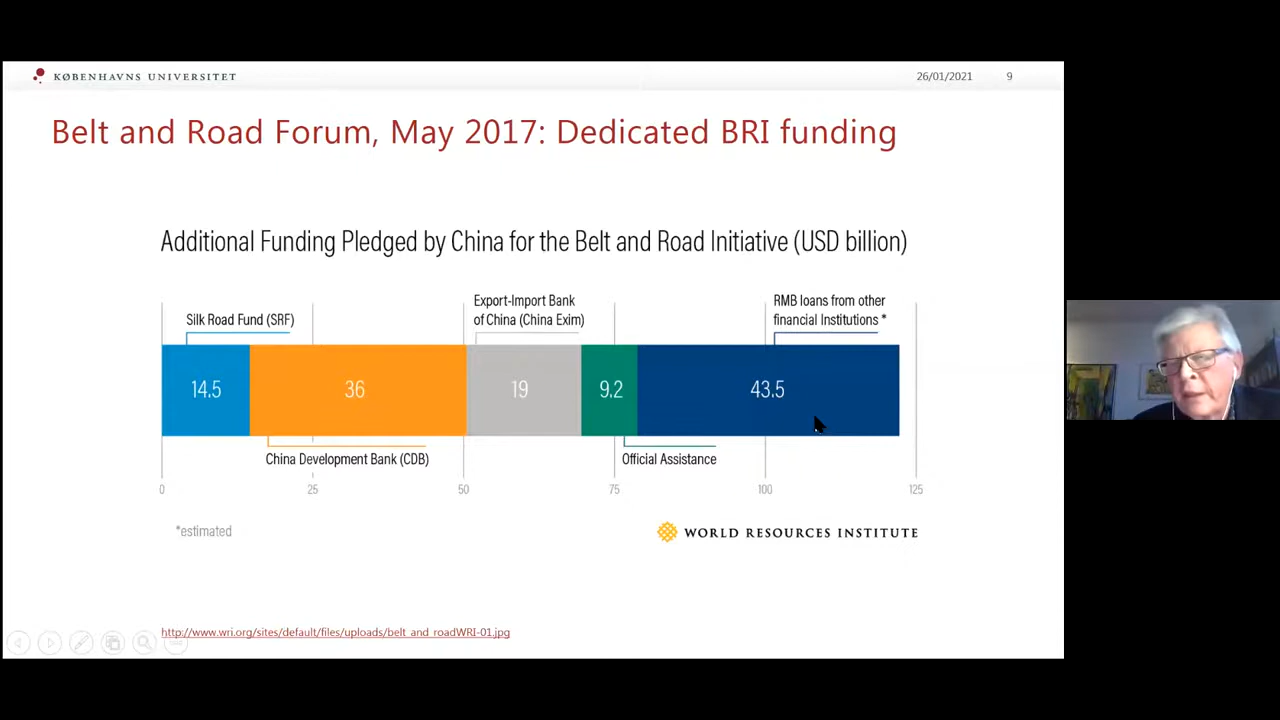 KØBENHAVNS UNIVERSITET
26/01/2021 9
Belt and Road Forum, May 2017: Dedicated BRI funding
Additional Funding Pledged by China for the Belt and Road Initiative (USD billion)
Silk Road Fund (SRF)
Export-Import Bank
of China (China Exim)
RMB loans from other
financial Institutions *
14.5 36 19 9.2 43.5
China Development Bank (CDB)
Official Assistance
0 25 50 75 100 125
*estimated
WORLD RESOURCES INSTITUTE
http://www.wri.org/sites/default/files/uploads/belt_and_roadWRI-01.jpg